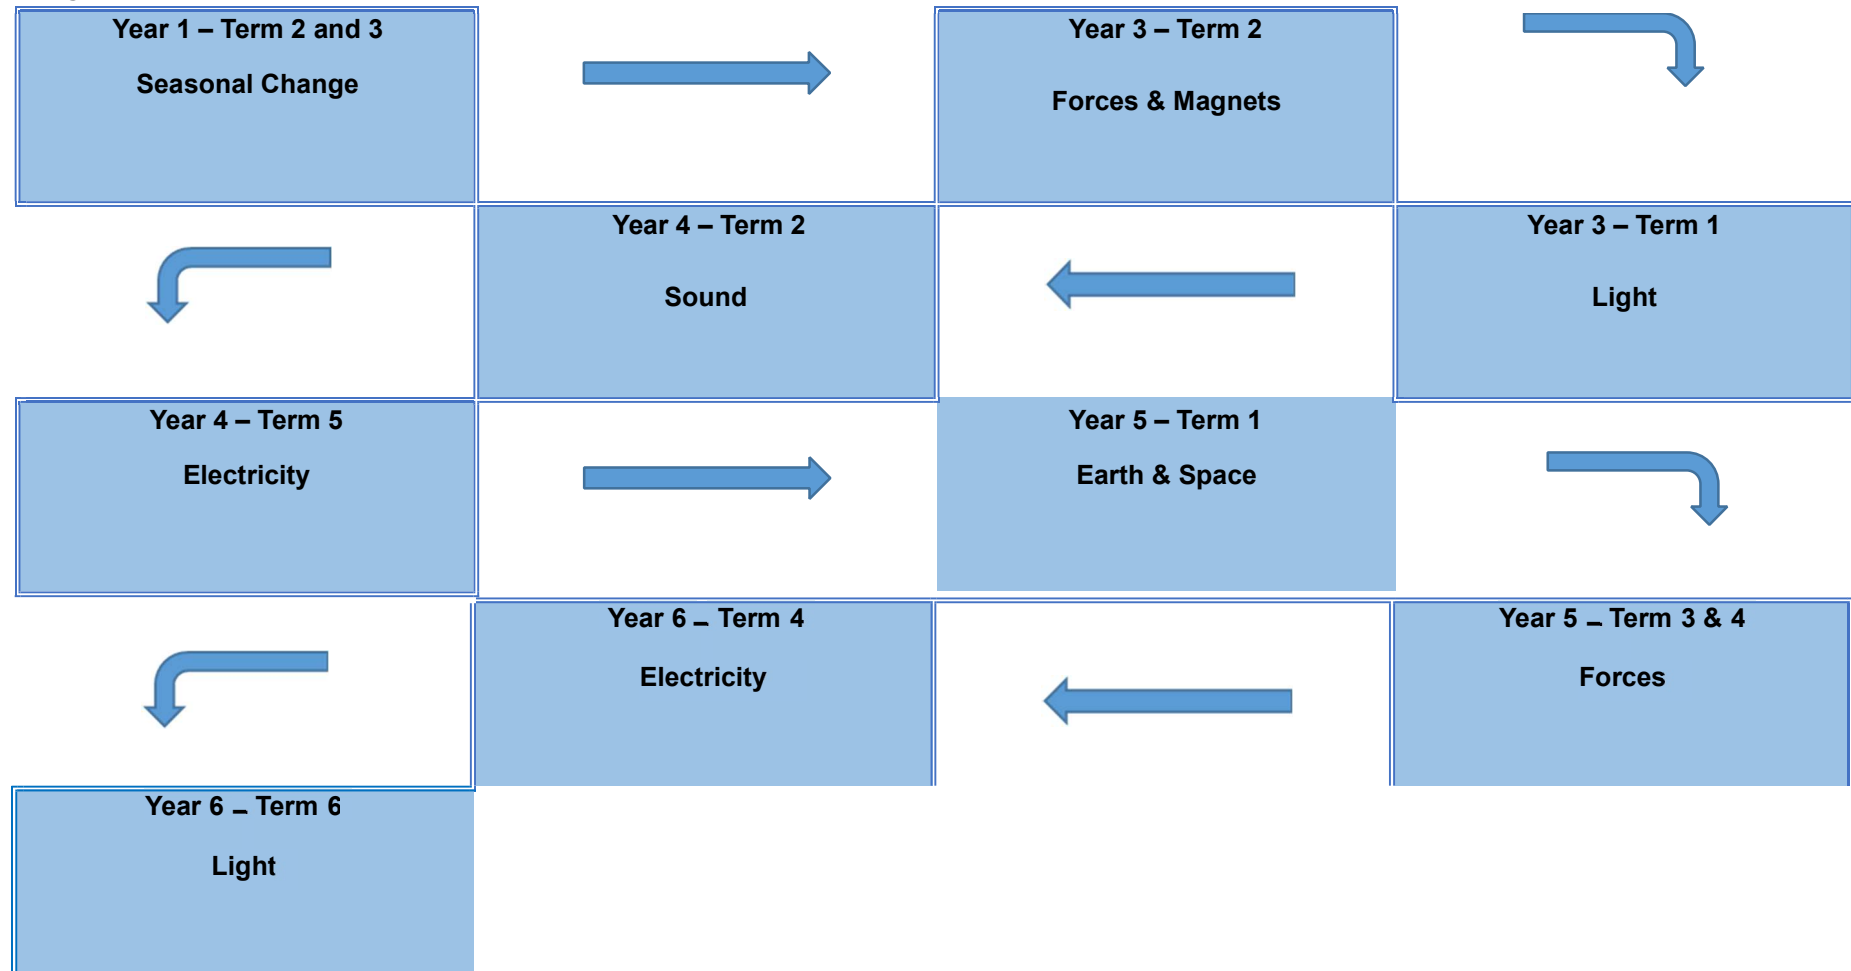 Year 1 – Term 2 and 3
Seasonal Change
Year 3 – Term 2
Forces & Magnets
Year 4 – Term 2
Sound
Year 3 – Term 1
Light
Year 4 – Term 5
Electricity
Year 5 – Term 1
Earth & Space
Year 6 – Term 4
Electricity
Year 5 – Term 3 & 4
Forces
Year 6 – Term 6
Light